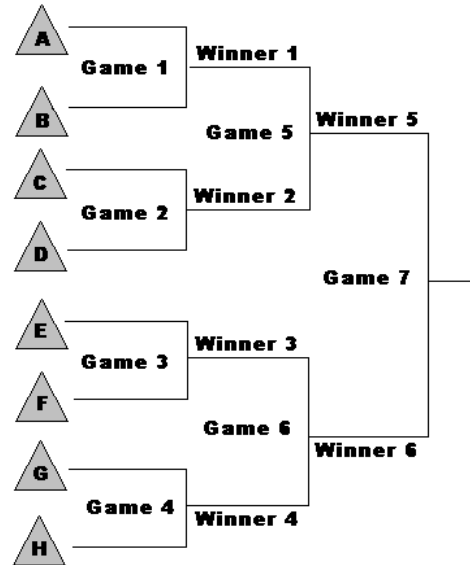 A
Game 1
Winner 1
B
Game 5
Winner 5
C
Game 2
Winner 2
D
Game 7
E
Game 3
Winner 3
F
Game 6
Winner 6
G
Game 4
Winner 4
H